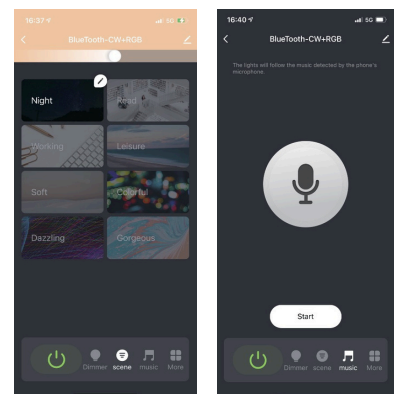 16:37
5G
BlueTooth-CW+RGB
Night
Read
Working
Leisure
Soft
Colorful
Dazzling
Gorgeous
Dimmer scene music More
16:40
5G
BlueTooth-CW+RGB
The lights will follow the music detected by the phone's
microphone.
Start
Dimmer scene music More